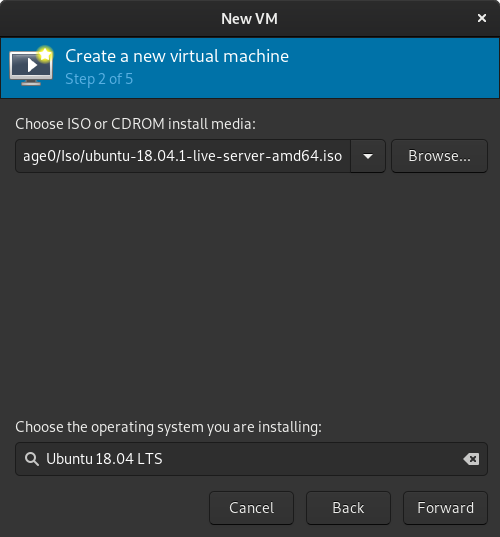 New VM
Create a new virtual machine
Step 2 of 5
Choose ISO or CDROM install media:
age0/Iso/ubuntu-18.04.1-live-server-amd64.iso
Browse...
Choose the operating system you are installing:
Ubuntu 18.04 LTS
Cancel
Back
Forward